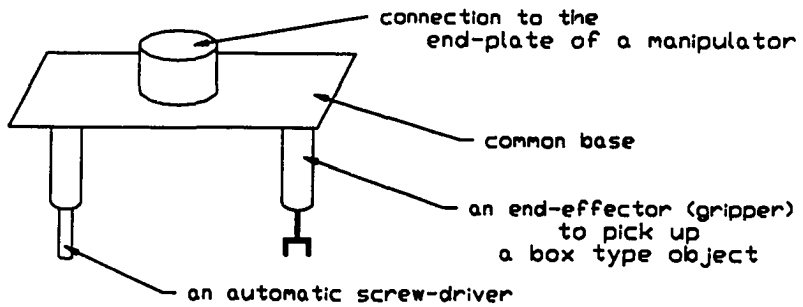 connection to the
end-plate of a manipulator
common base
an end-effector (gripper)
to pick up
a box type object
an automatic screw-driver